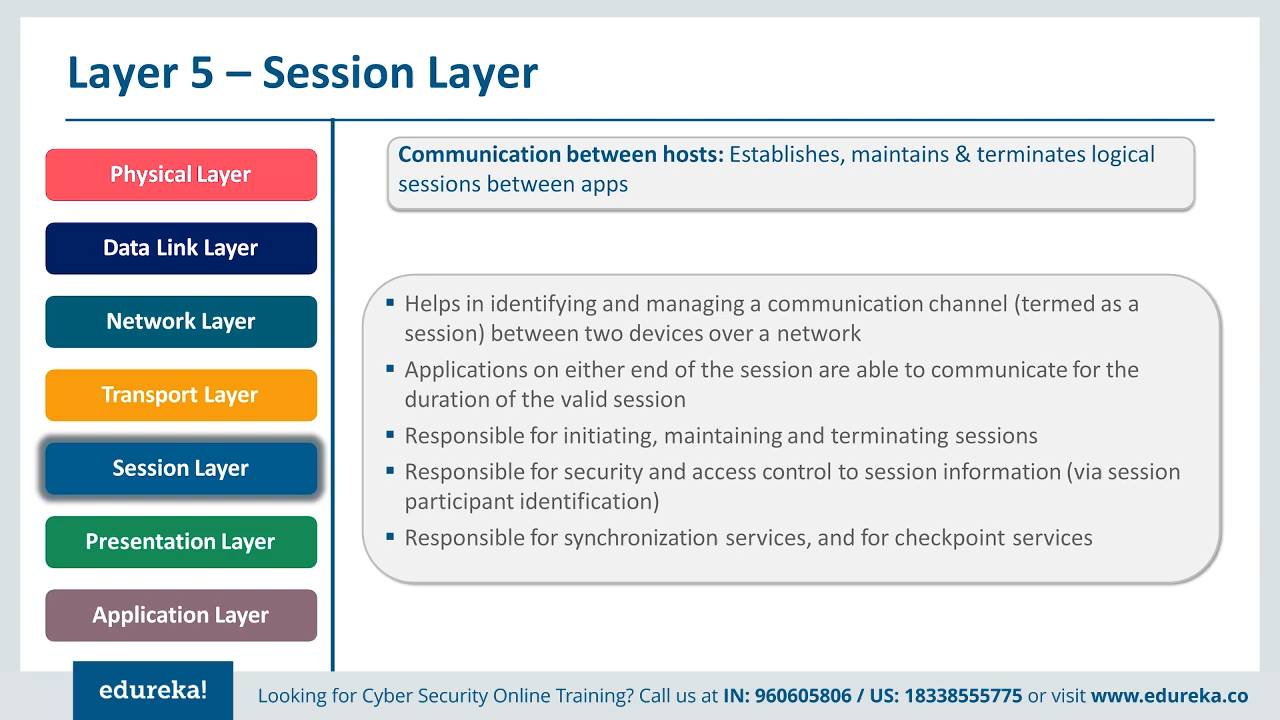 Layer 5 – Session Layer
Physical Layer
Data Link Layer
Network Layer
Transport Layer
Session Layer
Presentation Layer
Application Layer
Communication between hosts: Establishes, maintains & terminates logical
sessions between apps
▪ Helps in identifying and managing a communication channel (termed as a
session) between two devices over a network
▪ Applications on either end of the session are able to communicate for the
duration of the valid session
▪ Responsible for initiating, maintaining and terminating sessions
▪ Responsible for security and access control to session information (via session
participant identification)
▪ Responsible for synchronization services, and for checkpoint services
edureka!
Looking for Cyber Security Online Training? Call us at IN: 960605806 / US: 18338555775 or visit www.edureka.co